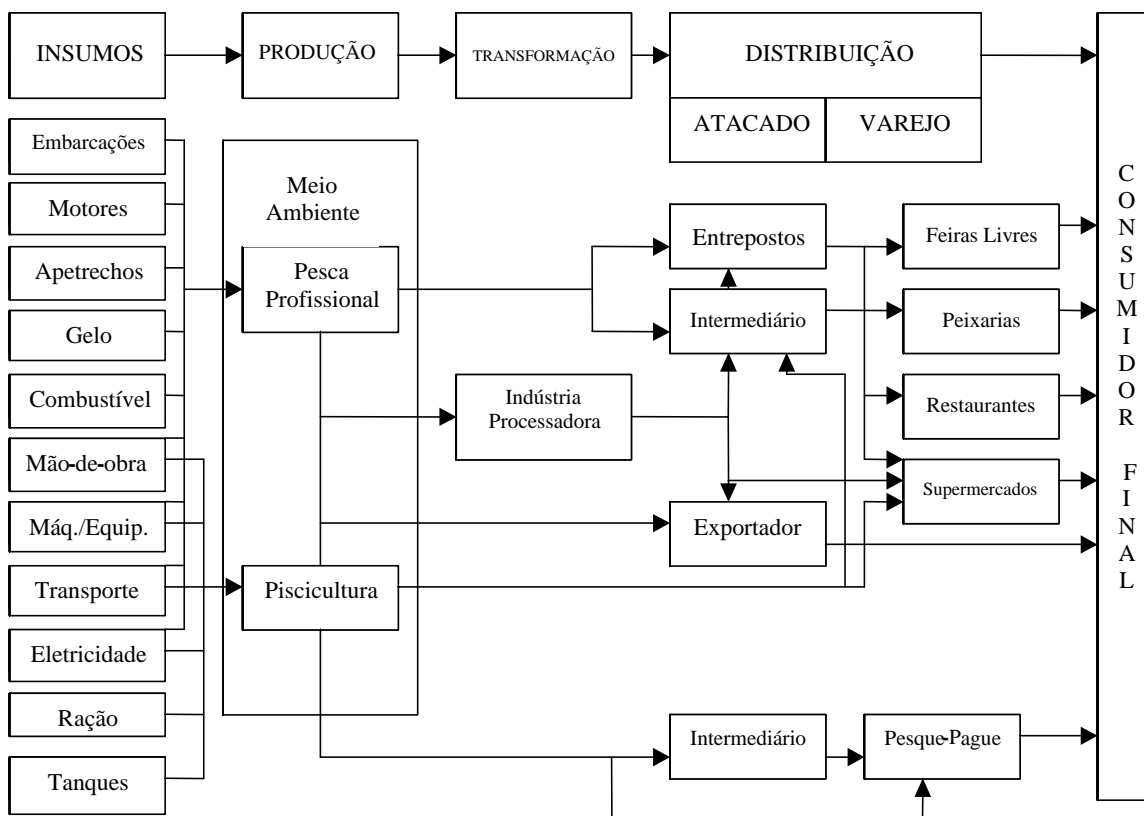 INSUMOS
PRODUÇÃO
TRANSFORMAÇÃO
DISTRIBUIÇÃO
ATACADO
VAREJO
Embarcações
Motores
Apetrechos
Gelo
Combustível
Mão-de-obra
Máq./Equip.
Transporte
Eletricidade
Ração
Tanques
Meio
Ambiente
Pesca
Profissional
Piscicultura
Indústria
Processadora
Entrepostos
Intermediário
Exportador
Intermediário
Feiras Livres
Peixarias
Restaurantes
Supermercados
Pesque-Pague
CONSUMIDOR FINAL